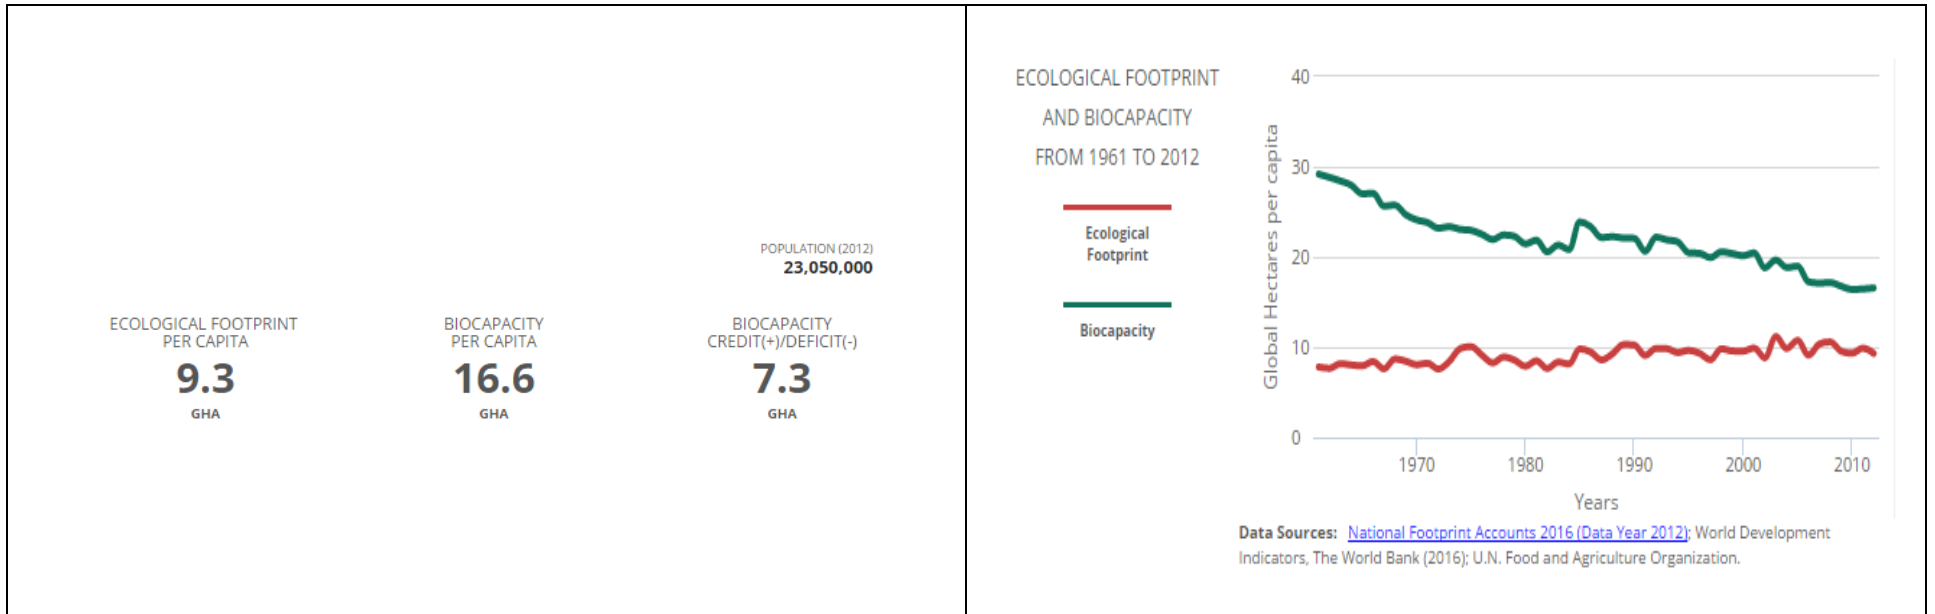 POPULATION (2012)
23,050,000
ECOLOGICAL FOOTPRINT
PER CAPITA
9.3
GHA
BIOCAPACITY
PER CAPITA
16.6
GHA
BIOCAPACITY
CREDIT(+)/DEFICIT(-)
7.3
GHA
ECOLOGICAL FOOTPRINT
AND BIOCAPACITY
FROM 1961 TO 2012
Ecological
Footprint
Biocapacity
Global Hectares per capita
40
30
20
10
0
1970 1980 1990 2000 2010
Years
Data Sources: National Footprint Accounts 2016 (Data Year 2012); World Development
Indicators, The World Bank (2016); U.N. Food and Agriculture Organization.